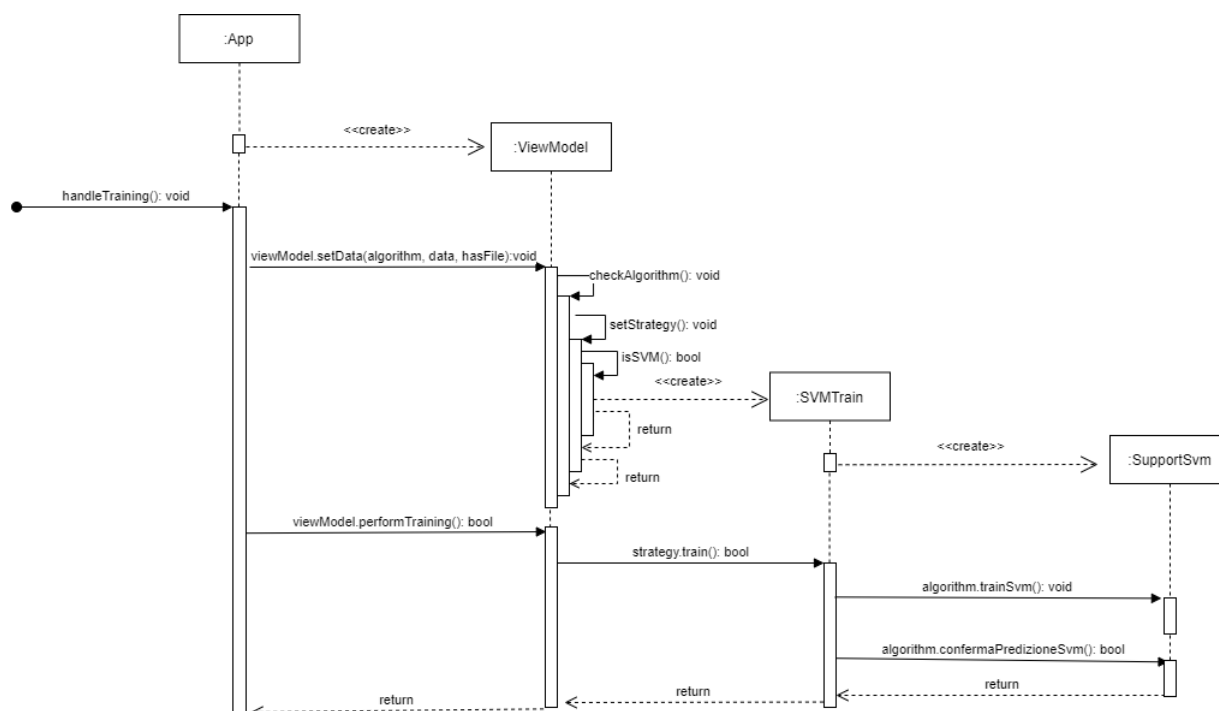 :App
<<create>>
:ViewModel
handleTraining(): void
viewModel.setData(algorithm, data, hasFile):void
checkAlgorithm(): void
setStrategy(): void
isSVM(): bool
<<create>>
:SVMTrain
return
<<create>>
:SupportSvm
return
viewModel.performTraining(): bool
strategy.train(): bool
algorithm.trainSvm(): void
algorithm.confermaPredizioneSvm(): bool
return
return
return